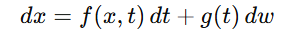 dx = f(x, t) dt + g(t) dw